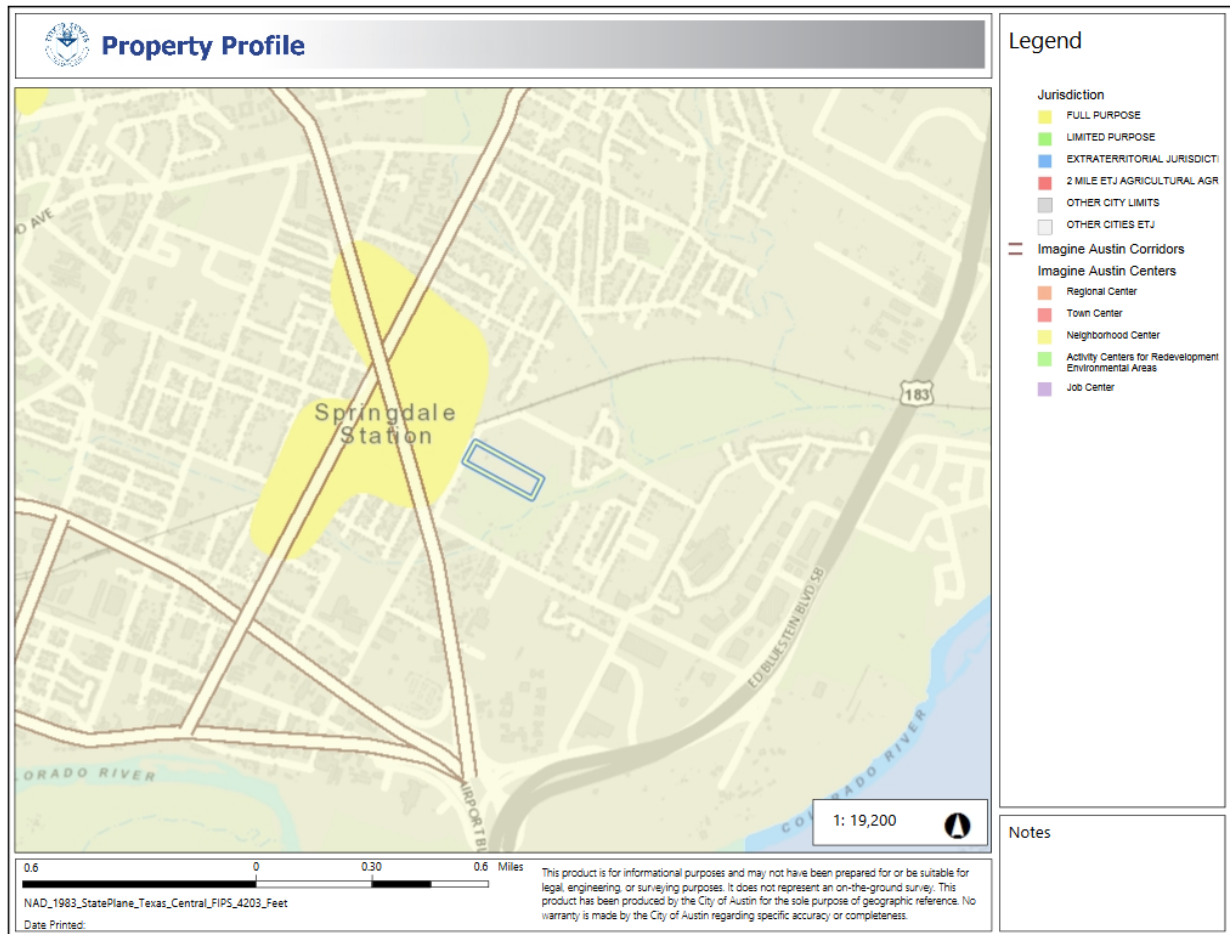 Property Profile
Springdale
Station
183
ED BLUESTEIN BLVD SB
COLORADO RIVER
1: 19,200
Legend
Jurisdiction
FULL PURPOSE
LIMITED PURPOSE
EXTRATERRITORIAL JURISDICTI
2 MILE ETJ AGRICULTURAL AGR
OTHER CITY LIMITS
OTHER CITIES ETJ
Imagine Austin Corridors
Imagine Austin Centers
Regional Center
Town Center
Neighborhood Center
Activity Centers for Redevelopment
Environmental Areas
Job Center
Notes
0.6 0 0.30 0.6 Miles
NAD_1983_StatePlane_Texas_Central_FIPS_4203_Feet
Date Printed:
This product is for informational purposes and may not have been prepared for or be suitable for
legal, engineering, or surveying purposes. It does not represent an on-the-ground survey. This
product has been produced by the City of Austin for the sole purpose of geographic reference. No
warranty is made by the City of Austin regarding specific accuracy or completeness.